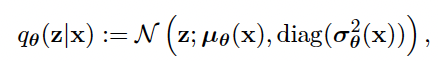 q_θ(z|x) := 𝒩(z; μ_θ(x), diag(σ²_θ(x))),